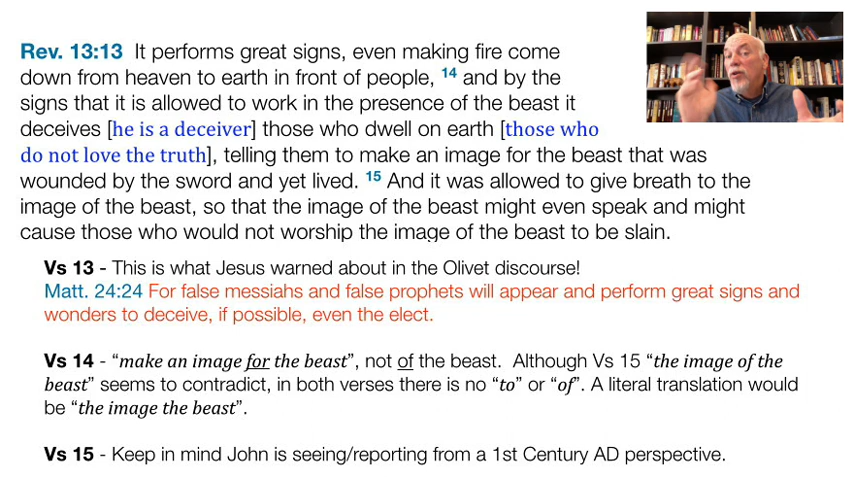 Rev. 13:13 It performs great signs, even making fire come
down from heaven to earth in front of people, 14 and by the
signs that it is allowed to work in the presence of the beast it
deceives [he is a deceiver] those who dwell on earth [those who
do not love the truth], telling them to make an image for the beast that was
wounded by the sword and yet lived. 15 And it was allowed to give breath to the
image of the beast, so that the image of the beast might even speak and might
cause those who would not worship the image of the beast to be slain.
Vs 13 - This is what Jesus warned about in the Olivet discourse!
Matt. 24:24 For false messiahs and false prophets will appear and perform great signs and
wonders to deceive, if possible, even the elect.
Vs 14 - “make an image for the beast”, not of the beast. Although Vs 15 “the image of the
beast” seems to contradict, in both verses there is no “to” or “of”. A literal translation would
be “the image the beast”.
Vs 15 - Keep in mind John is seeing/reporting from a 1st Century AD perspective.